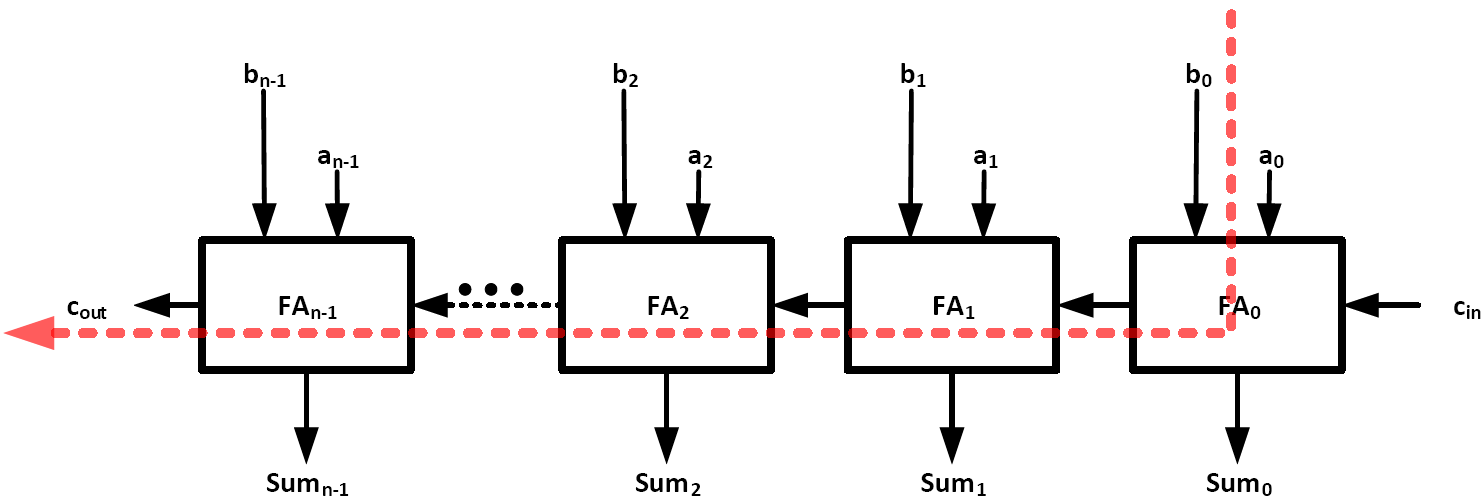 b_{n-1} b_2 b_1 b_0
a_{n-1} a_2 a_1 a_0
c_{out} FA_{n-1} FA_2 FA_1 FA_0 c_{in}
Sum_{n-1} Sum_2 Sum_1 Sum_0